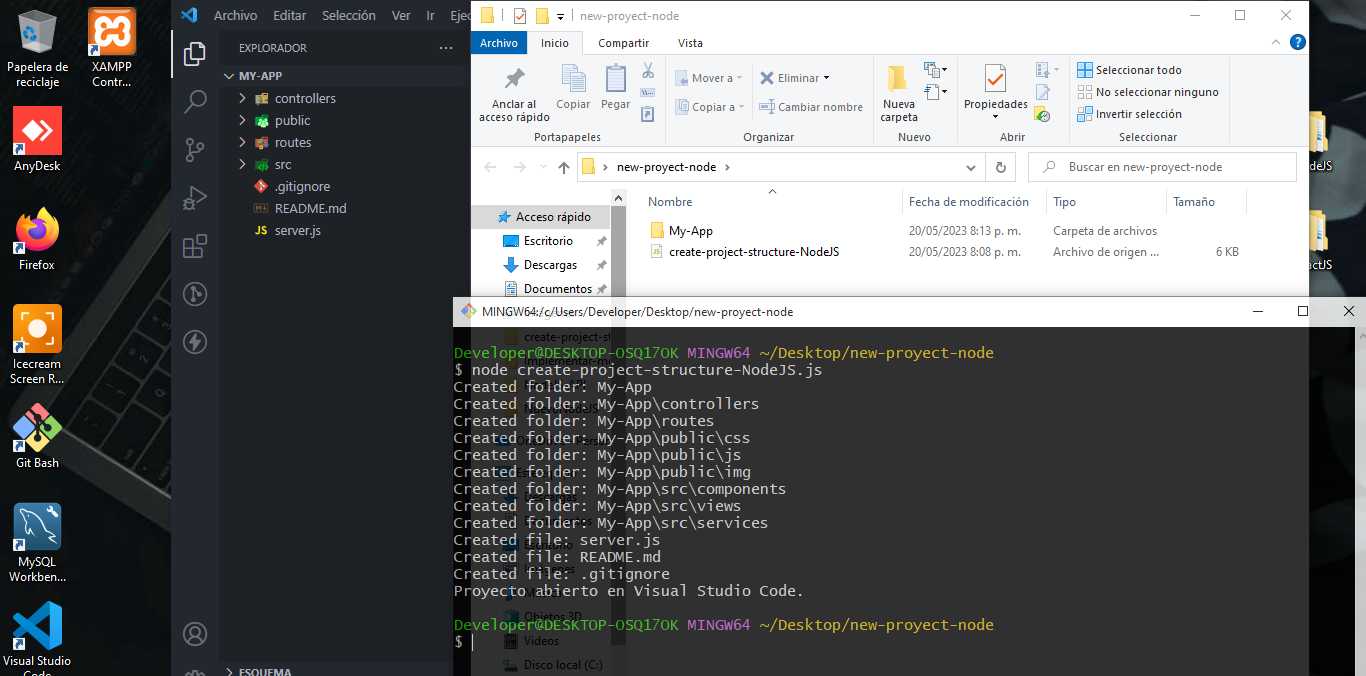 Papelera de
reciclaje
XAMPP
Contr...
AnyDesk
Firefox
Icecream
Screen R...
Git Bash
MySQL
Workben...
Visual Studio
Code
Archivo Editar Selección Ver Ir Ejec
EXPLORADOR ...
MY-APP
controllers
public
routes
src
.gitignore
README.md
JS server.js
ESQUEMA
new-proyect-node
Archivo Inicio Compartir Vista
Anclar al
acceso rápido
Copiar
Pegar
Portapapeles
Mover a
Copiar a
Eliminar
Cambiar nombre
Organizar
Nueva
carpeta
Nuevo
Propiedades
Abrir
Seleccionar todo
No seleccionar ninguno
Invertir selección
Seleccionar
new-proyect-node
Buscar en new-proyect-node
Nombre Fecha de modificación Tipo Tamaño
My-App 20/05/2023 8:13 p. m. Carpeta de archivos
create-project-structure-NodeJS 20/05/2023 8:08 p. m. Archivo de origen ... 6 KB
Acceso rápido
Escritorio
Descargas
Documentos
deJS
actJS
MINGW64:/c/Users/Developer/Desktop/new-proyect-node
Developer@DESKTOP-OSQ17OK MINGW64 ~/Desktop/new-proyect-node
$ node create-project-structure-NodeJS.js
Created folder: My-App
Created folder: My-App\controllers
Created folder: My-App\routes
Created folder: My-App\public\css
Created folder: My-App\public\js
Created folder: My-App\public\img
Created folder: My-App\src\components
Created folder: My-App\src\views
Created folder: My-App\src\services
Created file: server.js
Created file: README.md
Created file: .gitignore
Proyecto abierto en Visual Studio Code.
Developer@DESKTOP-OSQ17OK MINGW64 ~/Desktop/new-proyect-node
$
create-project-st
Objetos 3D
Videos
Disco local (C:)